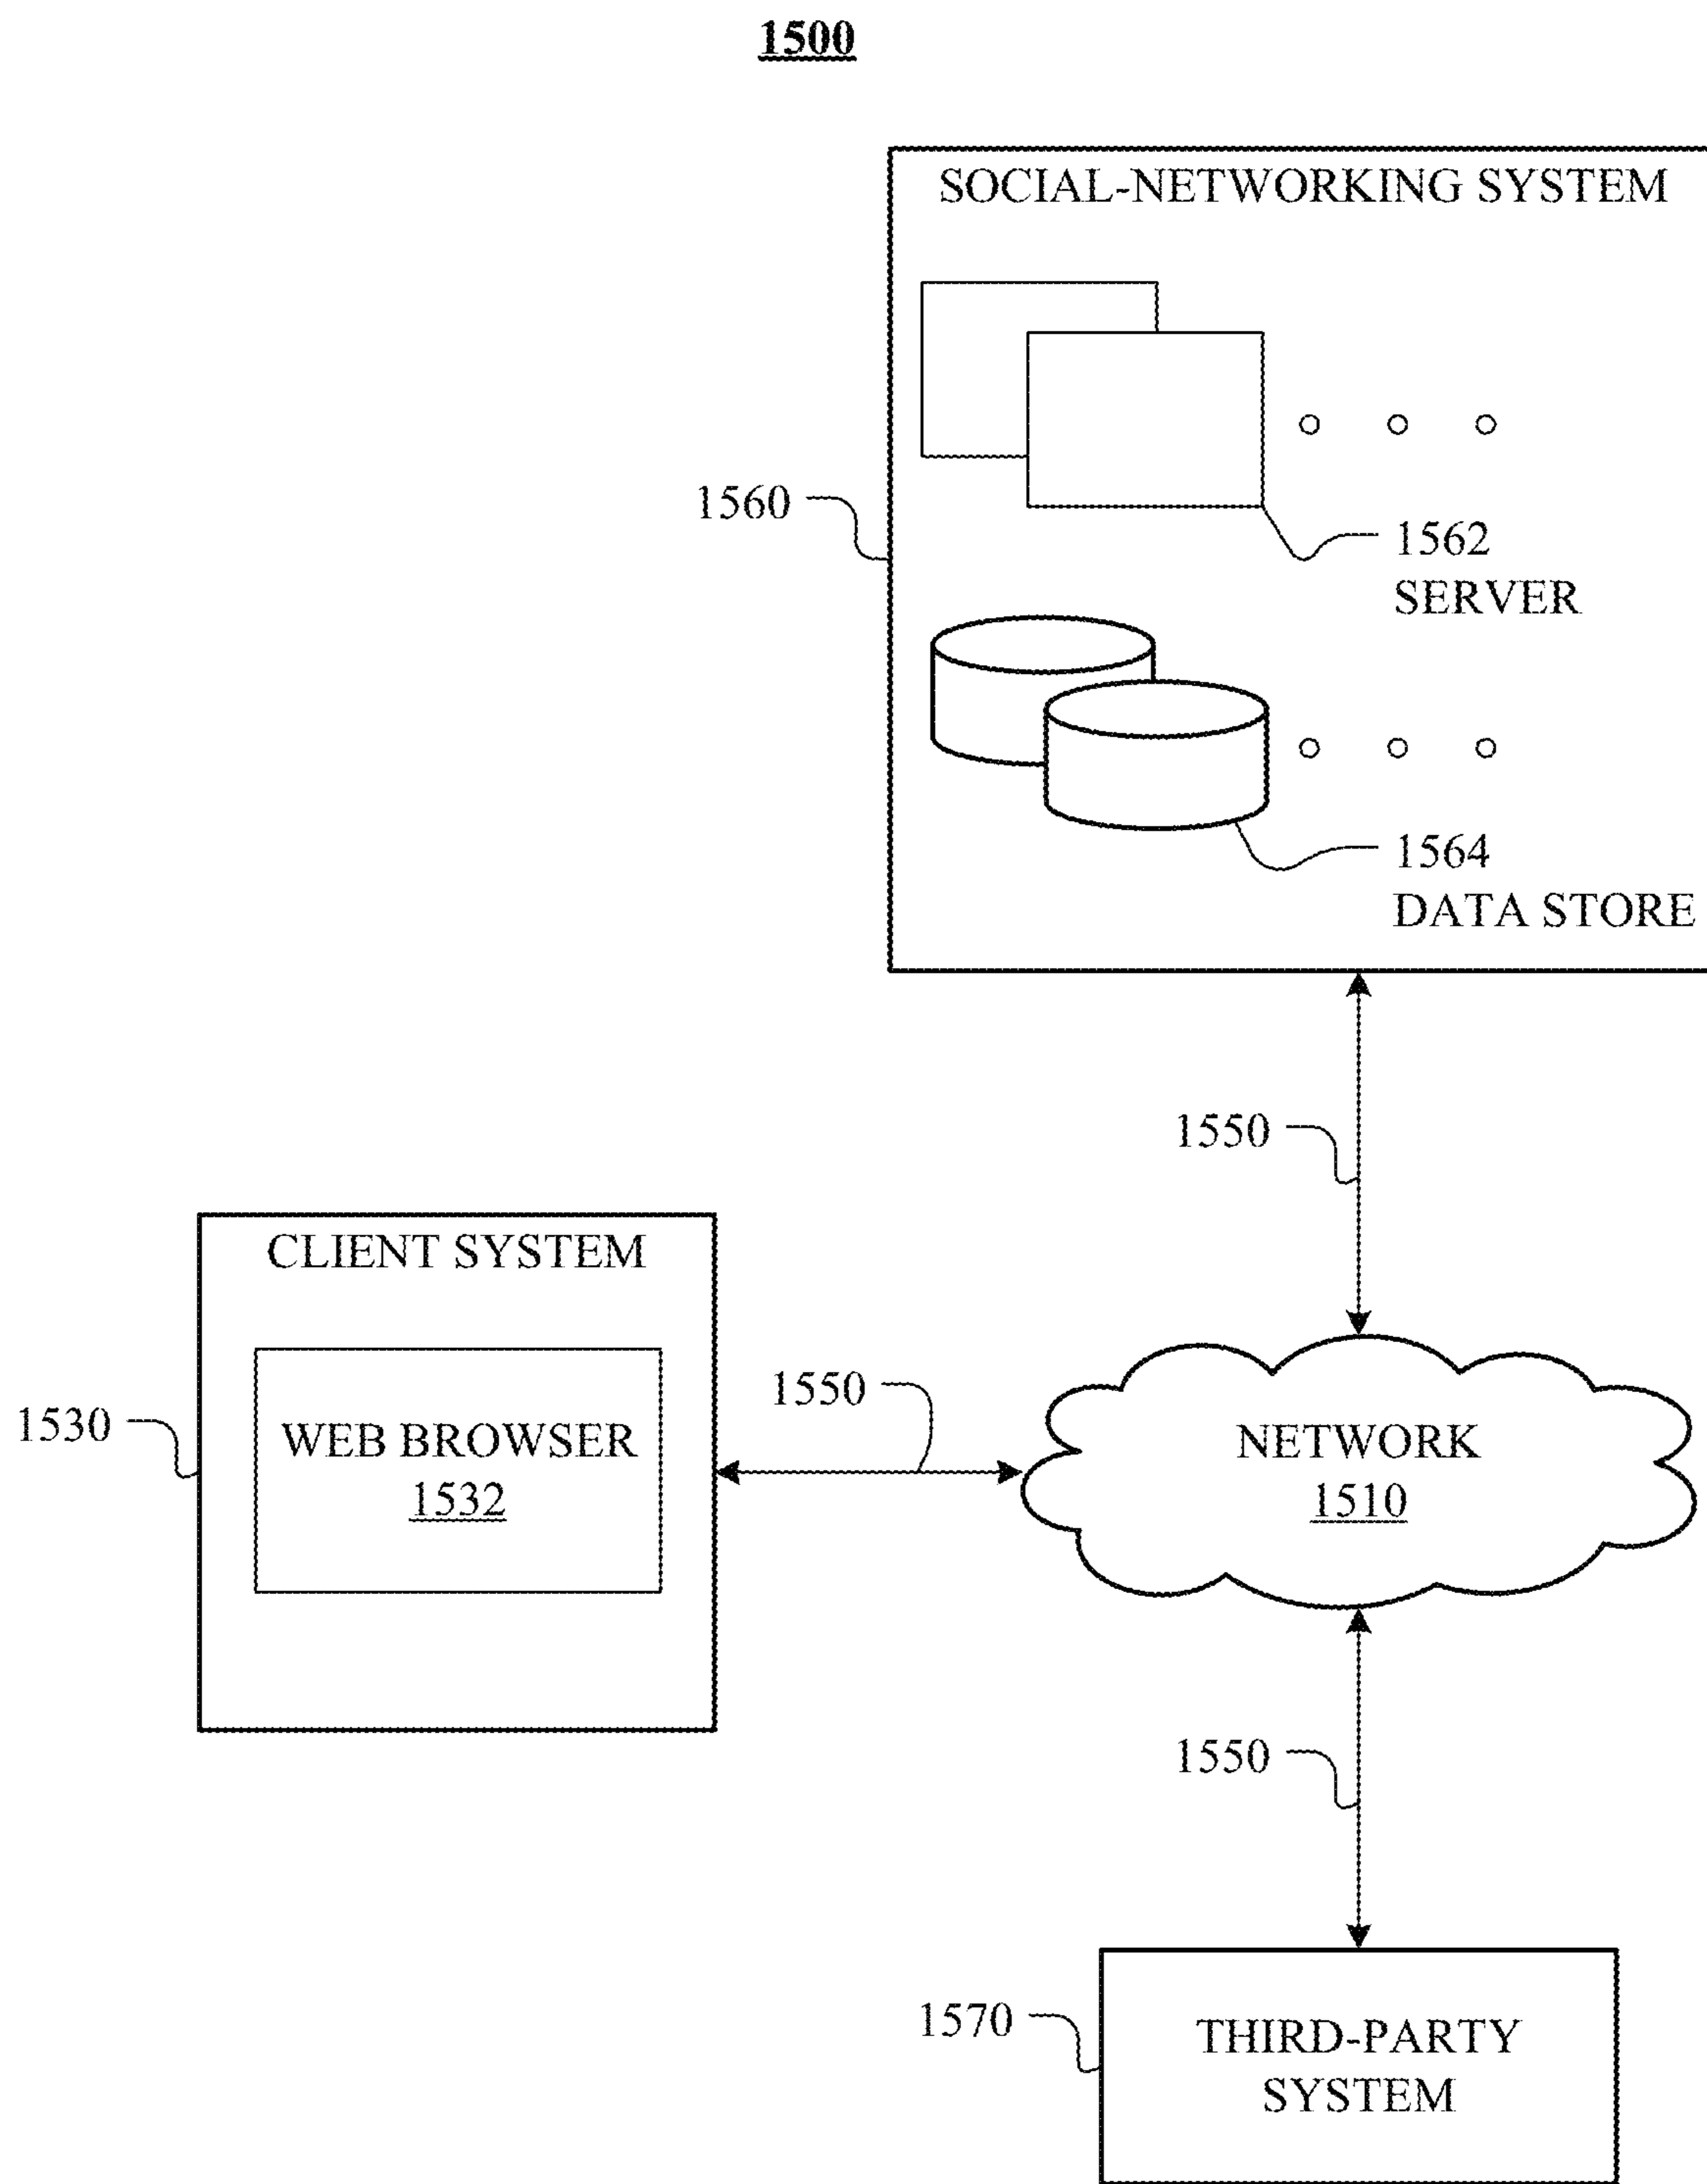 1500
SOCIAL-NETWORKING SYSTEM
1560
1562
SERVER
1564
DATA STORE
1550
CLIENT SYSTEM
1530
WEB BROWSER
1532
1550
NETWORK
1510
1550
1570
THIRD-PARTY
SYSTEM